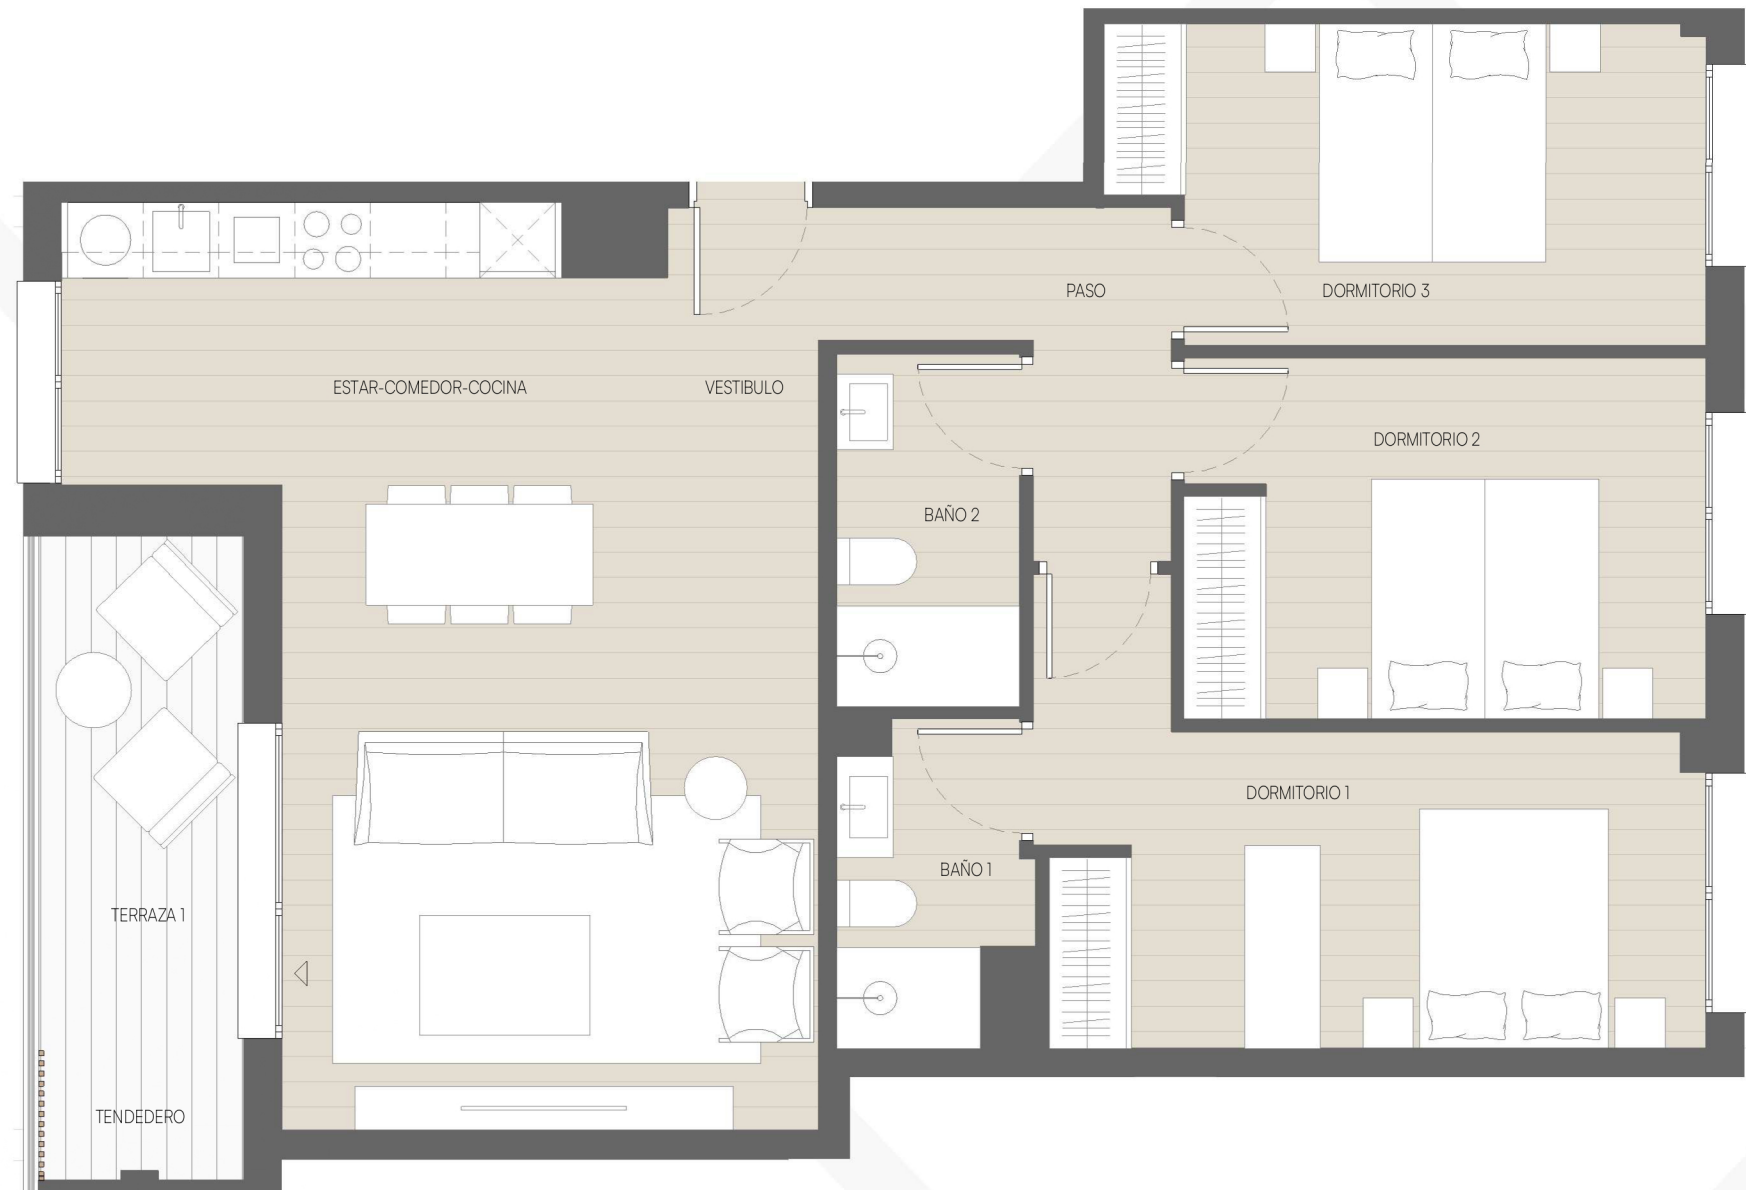 PASO
DORMITORIO 3
ESTAR-COMEDOR-COCINA
VESTIBULO
DORMITORIO 2
BAÑO 2
DORMITORIO 1
BAÑO 1
TERRAZA 1
TENDEDERO